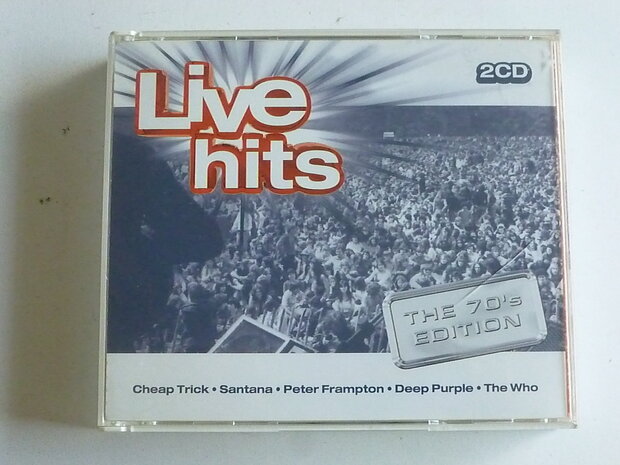 2CD
Live
hits
THE 70's
EDITION
Cheap Trick • Santana • Peter Frampton • Deep Purple • The Who